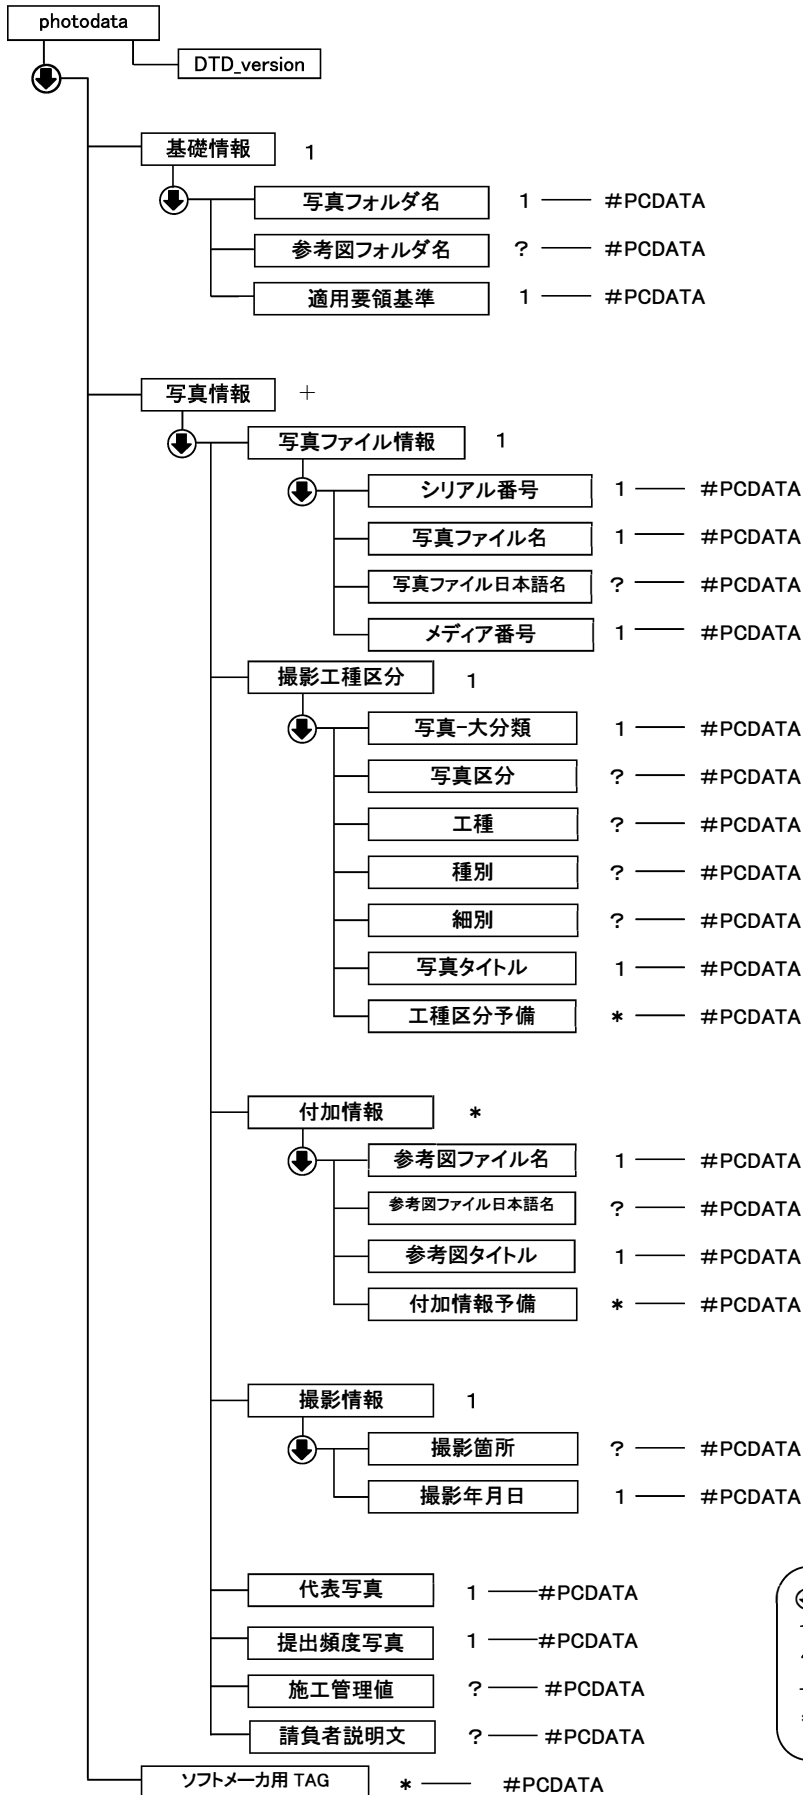 photodata
DTD_version
基礎情報 1
写真フォルダ名 1 #PCDATA
参考図フォルダ名 ? #PCDATA
適用要領基準 1 #PCDATA
写真情報 +
写真ファイル情報 1
シリアル番号 1 #PCDATA
写真ファイル名 1 #PCDATA
写真ファイル日本語名 ? #PCDATA
メディア番号 1 #PCDATA
撮影工種区分 1
写真-大分類 1 #PCDATA
写真区分 ? #PCDATA
工種 ? #PCDATA
種別 ? #PCDATA
細別 ? #PCDATA
写真タイトル 1 #PCDATA
工種区分予備 * #PCDATA
付加情報 *
参考図ファイル名 1 #PCDATA
参考図ファイル日本語名 ? #PCDATA
参考図タイトル 1 #PCDATA
付加情報予備 * #PCDATA
撮影情報 1
撮影箇所 ? #PCDATA
撮影年月日 1 #PCDATA
代表写真 1 #PCDATA
提出頻度写真 1 #PCDATA
施工管理値 ? #PCDATA
請負者説明文 ? #PCDATA
ソフトメーカ用 TAG * #PCDATA